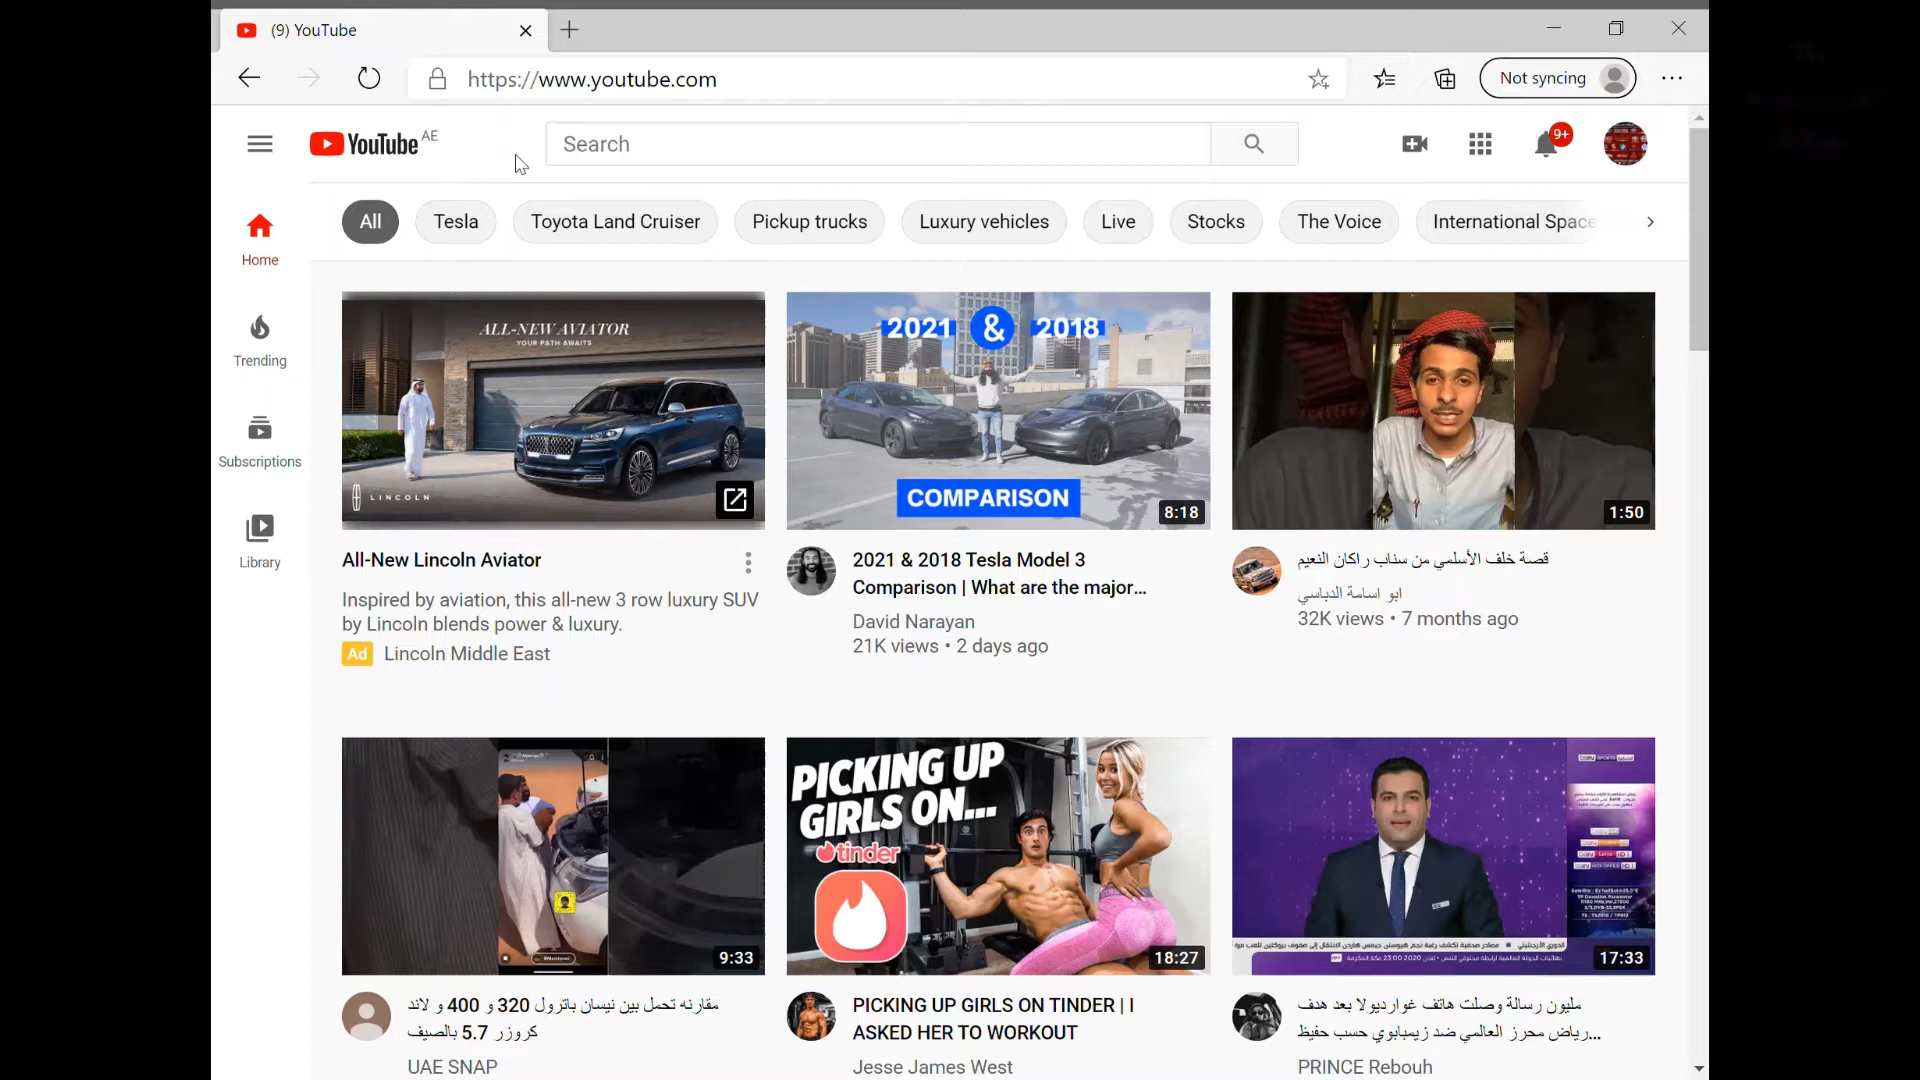 (9) YouTube
https://www.youtube.com
Not syncing
YouTube AE
Search
9+
All
Tesla
Toyota Land Cruiser
Pickup trucks
Luxury vehicles
Live
Stocks
The Voice
International Space
Home
Trending
Subscriptions
Library
ALL-NEW AVIATOR
YOUR PATH AWAITS
LINCOLN
2021 & 2018
COMPARISON
8:18
1:50
All-New Lincoln Aviator
Inspired by aviation, this all-new 3 row luxury SUV
by Lincoln blends power & luxury.
Ad Lincoln Middle East
2021 & 2018 Tesla Model 3
Comparison | What are the major...
David Narayan
21K views • 2 days ago
قصة خلف الأسلمي من سناب راكان النعيم
ابو اسامة الدباسي
32K views • 7 months ago
9:33
PICKING UP
GIRLS ON...
tinder
18:27
17:33
مقارنه تحمل بين نيسان باترول 320 و 400 و لاند
كروزر 5.7 بالصيف
UAE SNAP
PICKING UP GIRLS ON TINDER | I
ASKED HER TO WORKOUT
Jesse James West
مليون رسالة وصلت هاتف غوارديولا بعد هدف
رياض محرز العالمي ضد زيمبابوي حسب حفيظ...
PRINCE Rebouh